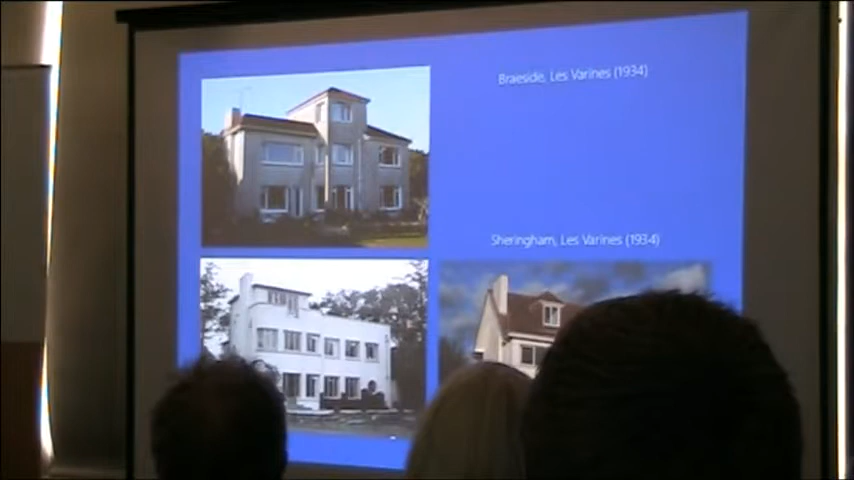 Braeside, Les Varines (1934)
Sheringham, Les Varines (1934)